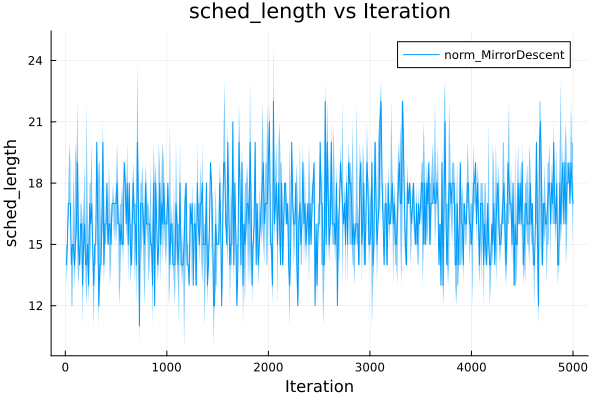 sched_length vs Iteration
norm_MirrorDescent
24
21
18
15
12
sched_length
0 1000 2000 3000 4000 5000
Iteration